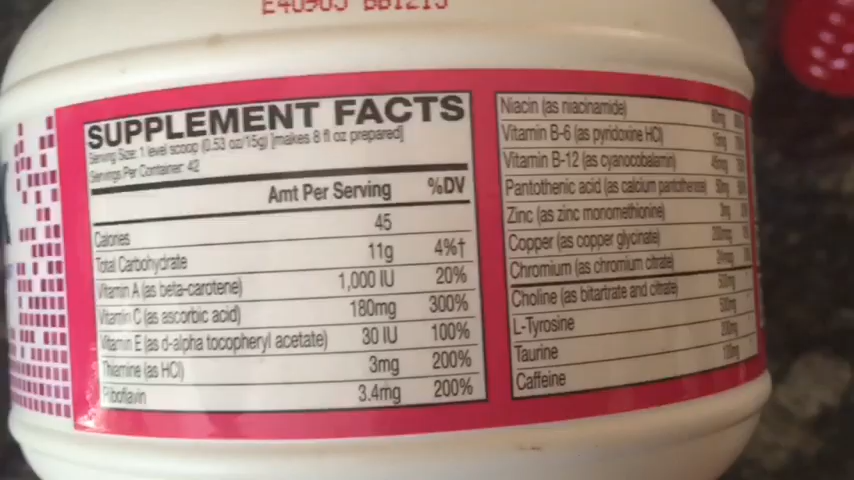 E40903 BB1213
SUPPLEMENT FACTS
Serving Size: 1 level scoop (0.53 oz/15g) [makes 8 fl oz prepared]
Servings Per Container: 42
Amt Per Serving %DV
Calories 45
Total Carbohydrate 11g 4%†
Vitamin A (as beta-carotene) 1,000 IU 20%
Vitamin C (as ascorbic acid) 180mg 300%
Vitamin E (as d-alpha tocopheryl acetate) 30 IU 100%
Thiamine (as HCl) 3mg 200%
Riboflavin 3.4mg 200%
Niacin (as niacinamide)
Vitamin B-6 (as pyridoxine HCl)
Vitamin B-12 (as cyanocobalamin)
Pantothenic acid (as calcium pantothenate)
Zinc (as zinc monomethionine)
Copper (as copper glycinate)
Chromium (as chromium citrate)
Choline (as bitartrate and citrate)
L-Tyrosine
Taurine
Caffeine